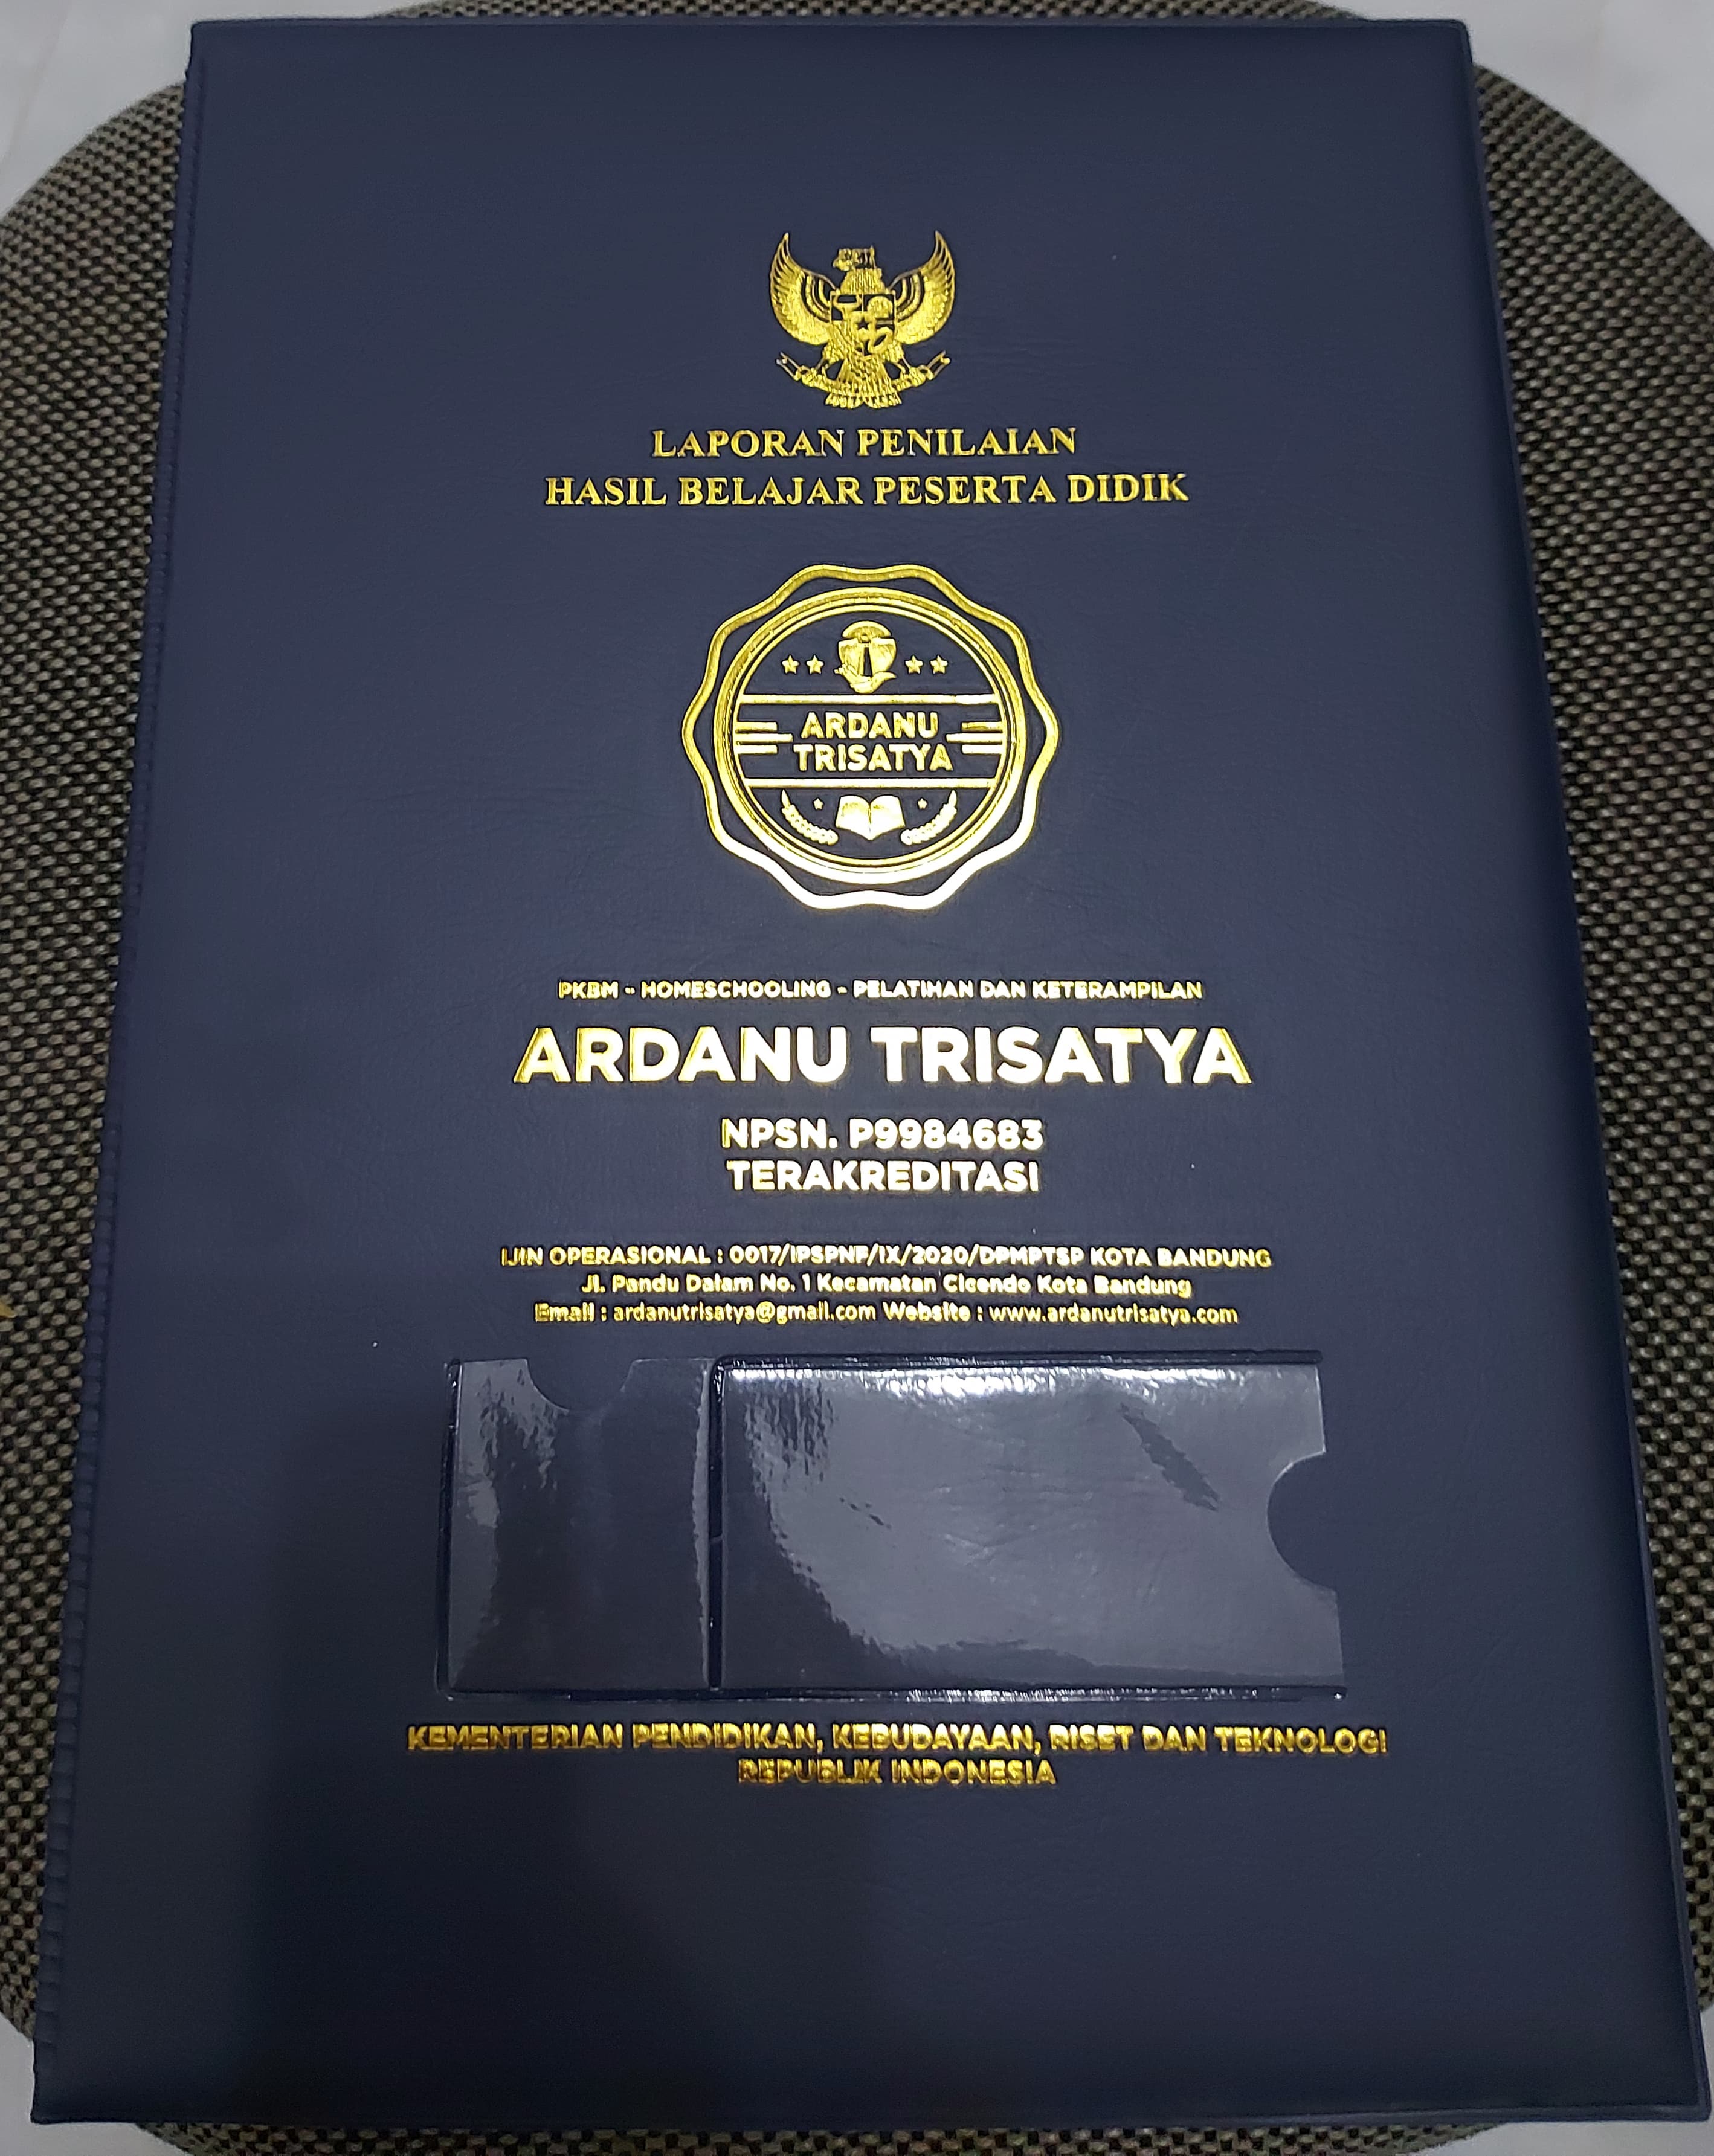 LAPORAN PENILAIAN
HASIL BELAJAR PESERTA DIDIK
ARDANU
TRISATYA
PKBM - HOMESCHOOLING - PELATIHAN DAN KETERAMPILAN
ARDANU TRISATYA
NPSN. P9984683
TERAKREDITASI
IJIN OPERASIONAL : 0017/IPSPNF/IX/2020/DPMPTSP KOTA BANDUNG
Jl. Pandu Dalam No. 1 Kecamatan Cicendo Kota Bandung
Email : ardanutrisatya@gmail.com Website : www.ardanutrisatya.com
KEMENTERIAN PENDIDIKAN, KEBUDAYAAN, RISET DAN TEKNOLOGI
REPUBLIK INDONESIA